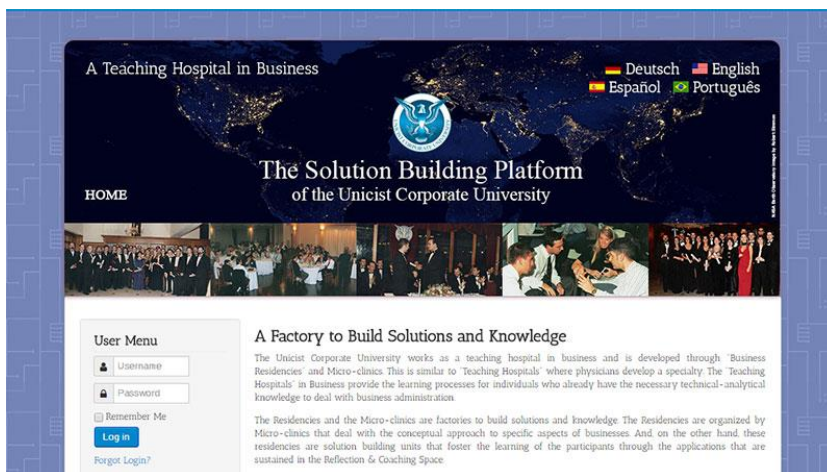 A Teaching Hospital in Business
Deutsch English
Español Português
The Solution Building Platform
HOME
of the Unicist Corporate University
User Menu
Username
Password
Remember Me
Log in
Forgot Login?
A Factory to Build Solutions and Knowledge
The Unicist Corporate University works as a teaching hospital in business and is developed through "Business
Residencies" and Micro-clinics. This is similar to "Teaching Hospitals" where physicians develop a specialty. The "Teaching
Hospitals" in Business provide the learning processes for individuals who already have the necessary technical-analytical
knowledge to deal with business administration.
The Residencies and the Micro-clinics are factories to build solutions and knowledge. The Residencies are organized by
Micro-clinics that deal with the conceptual approach to specific aspects of businesses. And, on the other hand, these
residencies are solution building units that foster the learning of the participants through the applications that are
sustained in the Reflection & Coaching Space.